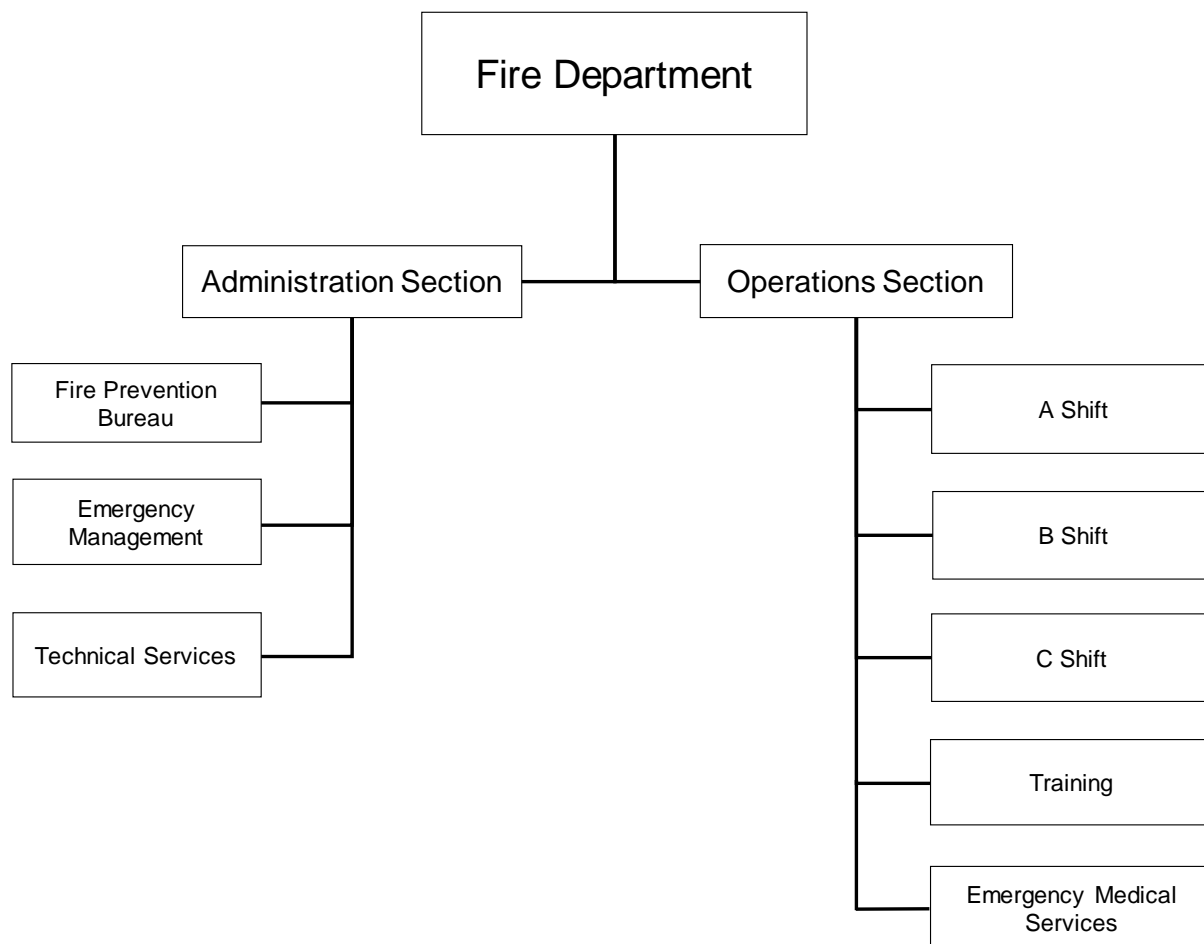 Fire Department
Administration Section
Operations Section
Fire Prevention
Bureau
Emergency
Management
Technical Services
A Shift
B Shift
C Shift
Training
Emergency Medical
Services